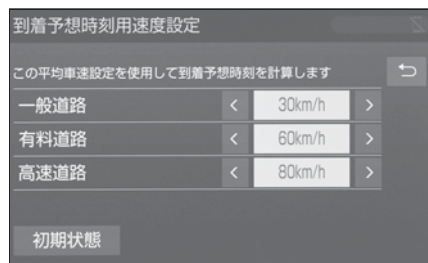 到着予想時刻用速度設定
この平均車速設定を使用して到着予想時刻を計算します
一般道路 < 30km/h >
有料道路 < 60km/h >
高速道路 < 80km/h >
初期状態